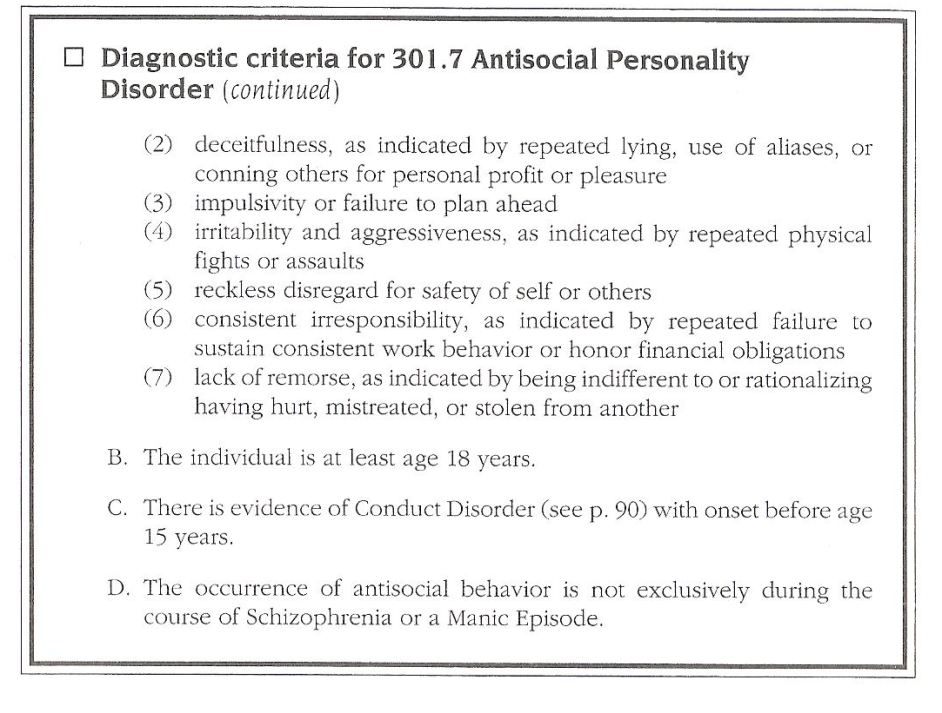 □ Diagnostic criteria for 301.7 Antisocial Personality
Disorder (continued)
(2) deceitfulness, as indicated by repeated lying, use of aliases, or
conning others for personal profit or pleasure
(3) impulsivity or failure to plan ahead
(4) irritability and aggressiveness, as indicated by repeated physical
fights or assaults
(5) reckless disregard for safety of self or others
(6) consistent irresponsibility, as indicated by repeated failure to
sustain consistent work behavior or honor financial obligations
(7) lack of remorse, as indicated by being indifferent to or rationalizing
having hurt, mistreated, or stolen from another
B. The individual is at least age 18 years.
C. There is evidence of Conduct Disorder (see p. 90) with onset before age
15 years.
D. The occurrence of antisocial behavior is not exclusively during the
course of Schizophrenia or a Manic Episode.